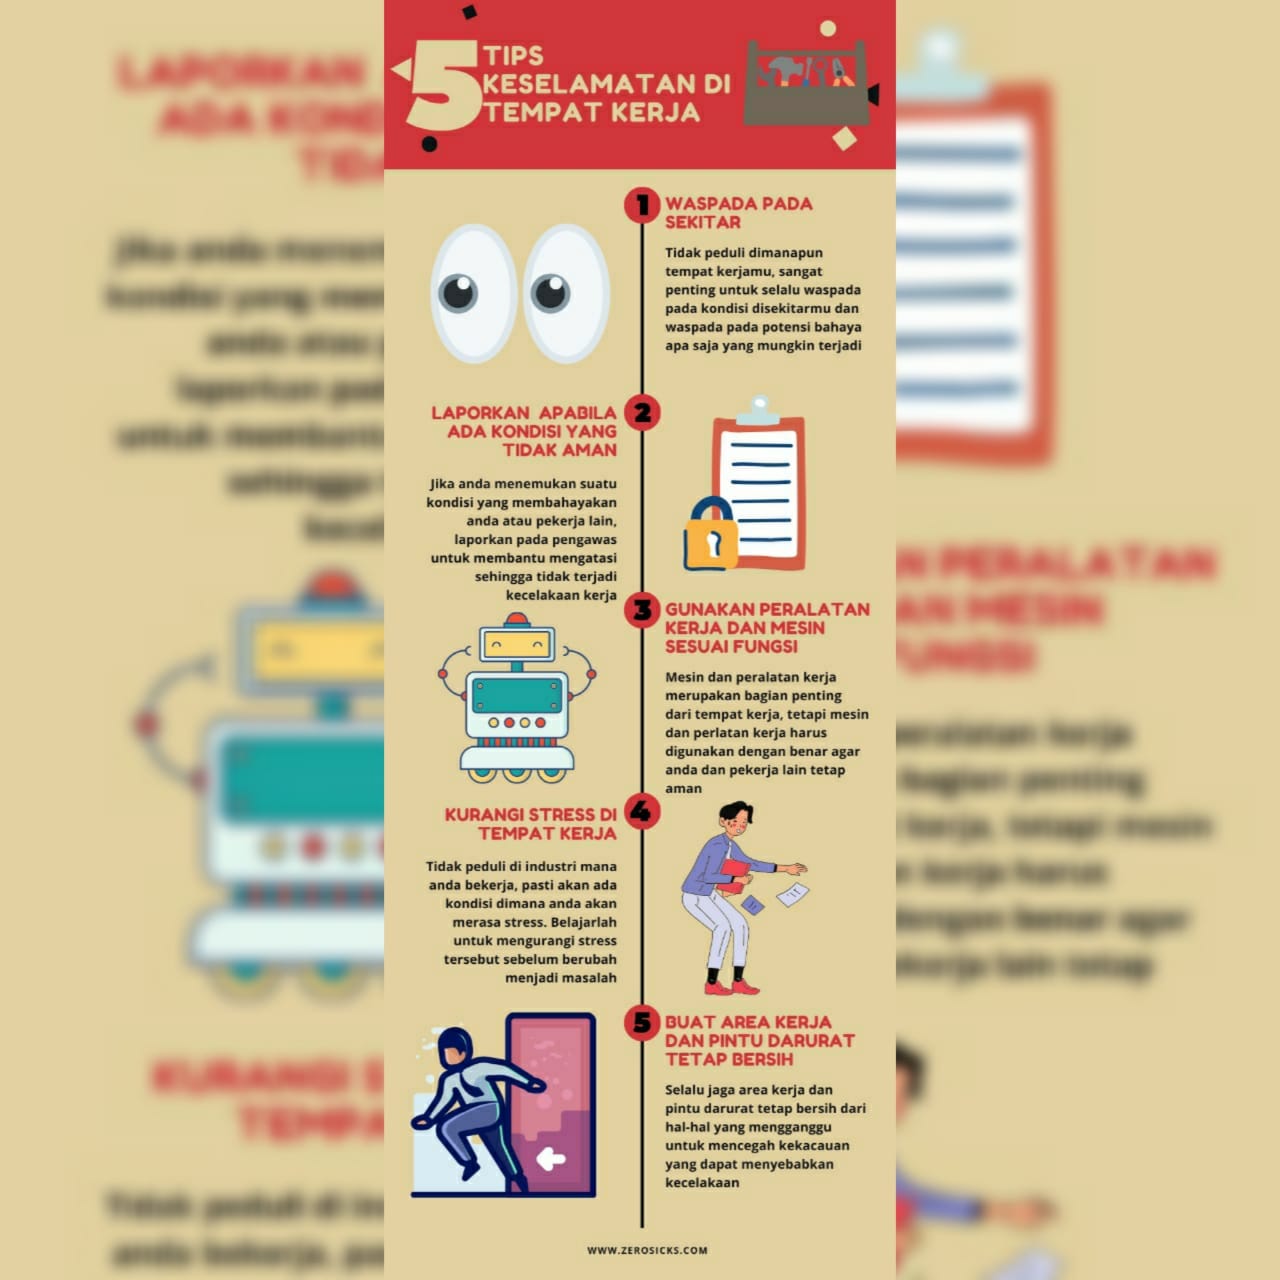 5
TIPS
KESELAMATAN DI
TEMPAT KERJA
1
WASPADA PADA
SEKITAR
Tidak peduli dimanapun
tempat kerjamu, sangat
penting untuk selalu waspada
pada kondisi disekitarmu dan
waspada pada potensi bahaya
apa saja yang mungkin terjadi
2
LAPORKAN APABILA
ADA KONDISI YANG
TIDAK AMAN
Jika anda menemukan suatu
kondisi yang membahayakan
anda atau pekerja lain,
laporkan pada pengawas
untuk membantu mengatasi
sehingga tidak terjadi
kecelakaan kerja
3
GUNAKAN PERALATAN
KERJA DAN MESIN
SESUAI FUNGSI
Mesin dan peralatan kerja
merupakan bagian penting
dari tempat kerja, tetapi mesin
dan perlatan kerja harus
digunakan dengan benar agar
anda dan pekerja lain tetap
aman
4
KURANGI STRESS DI
TEMPAT KERJA
Tidak peduli di industri mana
anda bekerja, pasti akan ada
kondisi dimana anda akan
merasa stress. Belajarlah
untuk mengurangi stress
tersebut sebelum berubah
menjadi masalah
5
BUAT AREA KERJA
DAN PINTU DARURAT
TETAP BERSIH
Selalu jaga area kerja dan
pintu darurat tetap bersih dari
hal-hal yang mengganggu
untuk mencegah kekacauan
yang dapat menyebabkan
kecelakaan
WWW.ZEROSICKS.COM